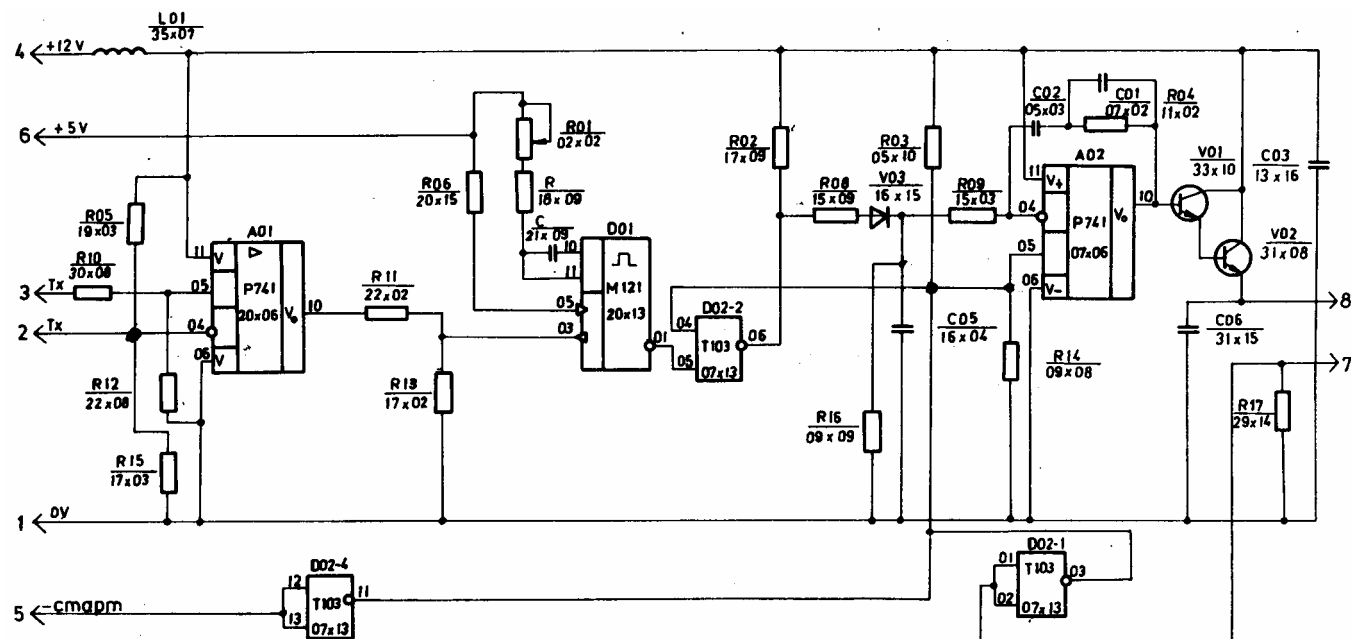 L01
35x07
4 +12V
6 +5V
R01
02x02
R02
17x09
R03
05x10
C02
05x03
C01
07x02
R04
11x02
R05
19x03
R06
20x15
R
18x09
C
21x09
R08
15x09
V03
16x15
R09
15x03
A02
11
V+
04
P741
V₀
10
05
07x06
06
V-
V01
33x10
C03
13x16
V02
31x08
R10
30x08
3 Tx
2 Tx
A01
11
V
05
P741
04
20x06
V₀
10
06
V
R11
22x02
D01
10
11
M121
05
20x13
03
01
D02-2
04
T103
06
05
07x13
C05
16x04
C06
31x15
8
7
R12
22x08
R13
17x02
R14
09x08
R15
17x03
R16
09x09
R17
29x14
1 0V
D02-4
12
T103
11
13
07x13
5 -старт
D02-1
01
T103
03
02
07x13